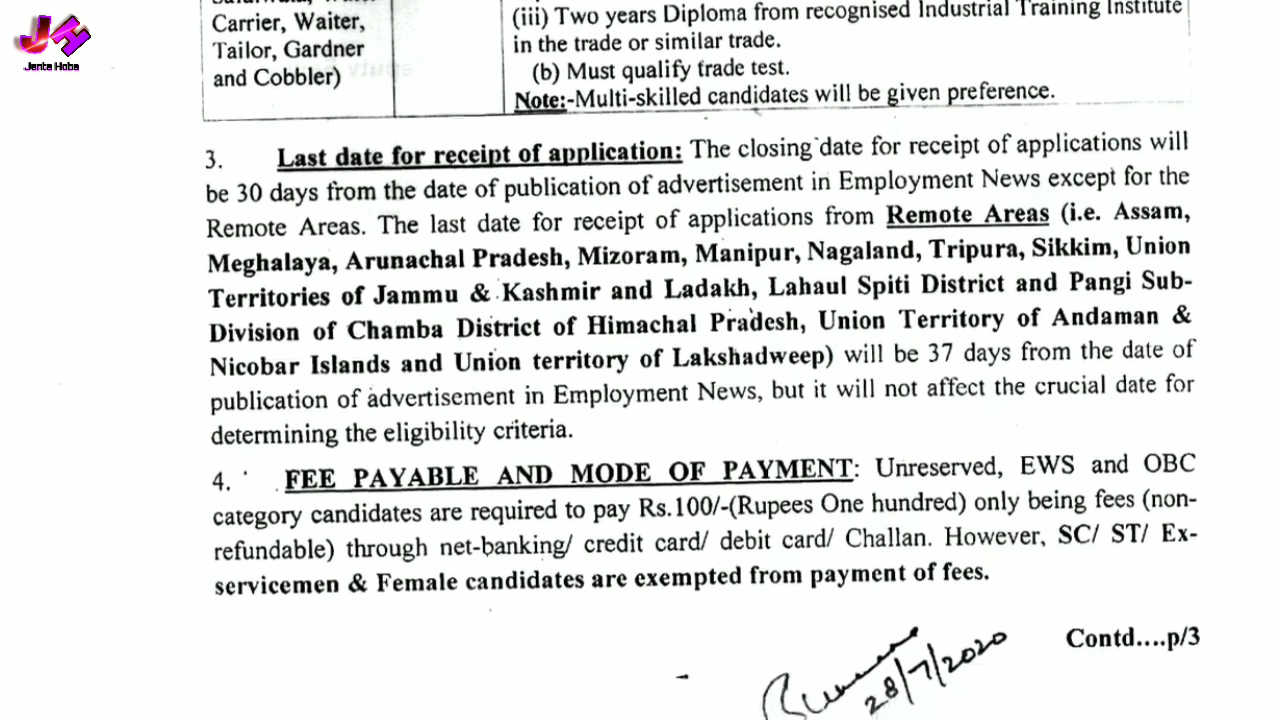 Carrier, Waiter,
Tailor, Gardner
and Cobbler)
(iii) Two years Diploma from recognised Industrial Training Institute
in the trade or similar trade.
(b) Must qualify trade test.
Note:-Multi-skilled candidates will be given preference.
3. Last date for receipt of application: The closing date for receipt of applications will
be 30 days from the date of publication of advertisement in Employment News except for the
Remote Areas. The last date for receipt of applications from Remote Areas (i.e. Assam,
Meghalaya, Arunachal Pradesh, Mizoram, Manipur, Nagaland, Tripura, Sikkim, Union
Territories of Jammu & Kashmir and Ladakh, Lahaul Spiti District and Pangi Sub-
Division of Chamba District of Himachal Pradesh, Union Territory of Andaman &
Nicobar Islands and Union territory of Lakshadweep) will be 37 days from the date of
publication of advertisement in Employment News, but it will not affect the crucial date for
determining the eligibility criteria.
4. FEE PAYABLE AND MODE OF PAYMENT: Unreserved, EWS and OBC
category candidates are required to pay Rs.100/-(Rupees One hundred) only being fees (non-
refundable) through net-banking/ credit card/ debit card/ Challan. However, SC/ ST/ Ex-
servicemen & Female candidates are exempted from payment of fees.
Contd....p/3
28/7/2020
JH
Janta Hoba